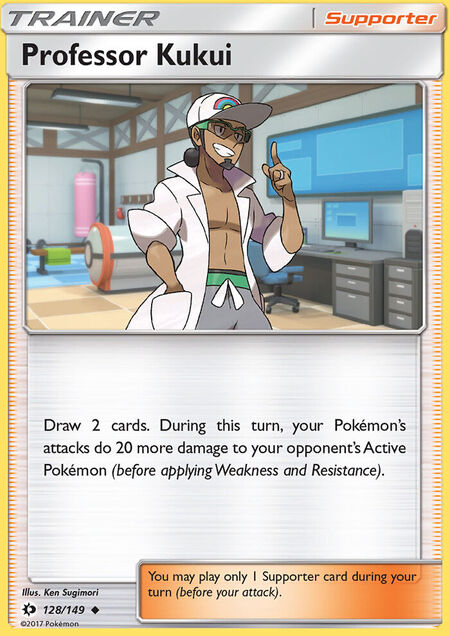 TRAINER Supporter
Professor Kukui
Draw 2 cards. During this turn, your Pokémon's
attacks do 20 more damage to your opponent's Active
Pokémon (before applying Weakness and Resistance).
Illus. Ken Sugimori
128/149
©2017 Pokémon
You may play only 1 Supporter card during your
turn (before your attack).